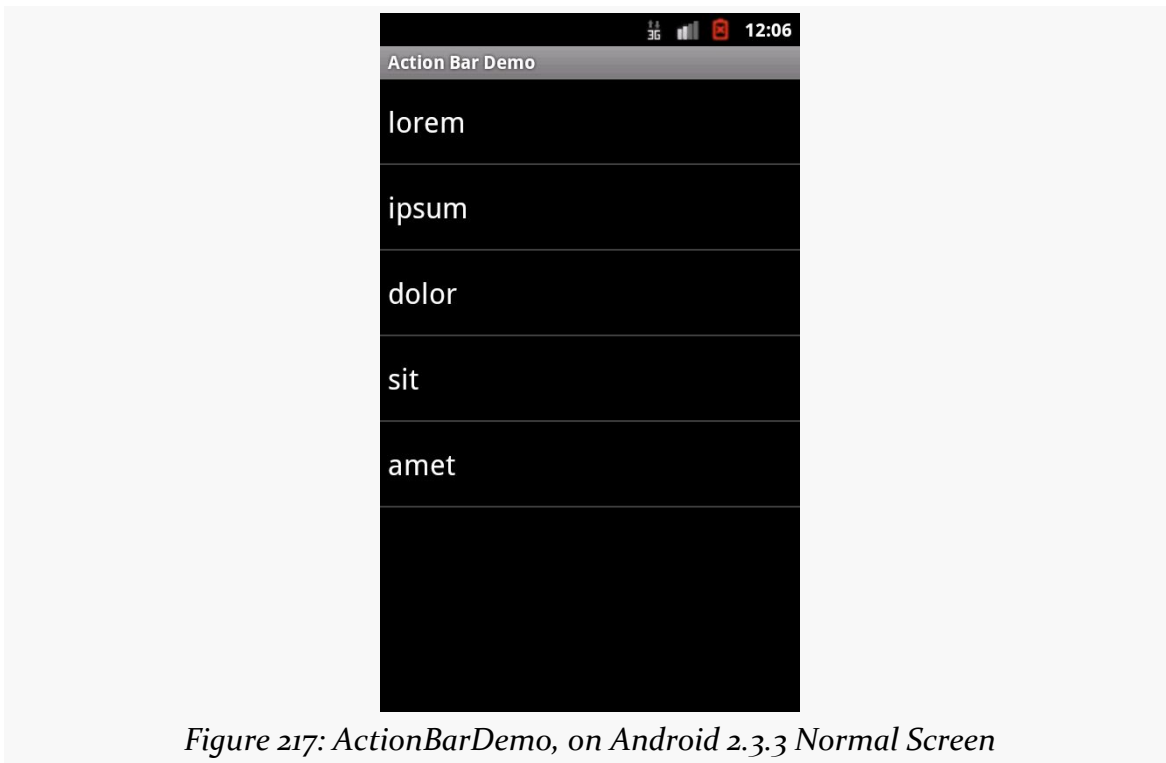 3G 12:06
Action Bar Demo
lorem
ipsum
dolor
sit
amet
Figure 217: ActionBarDemo, on Android 2.3.3 Normal Screen